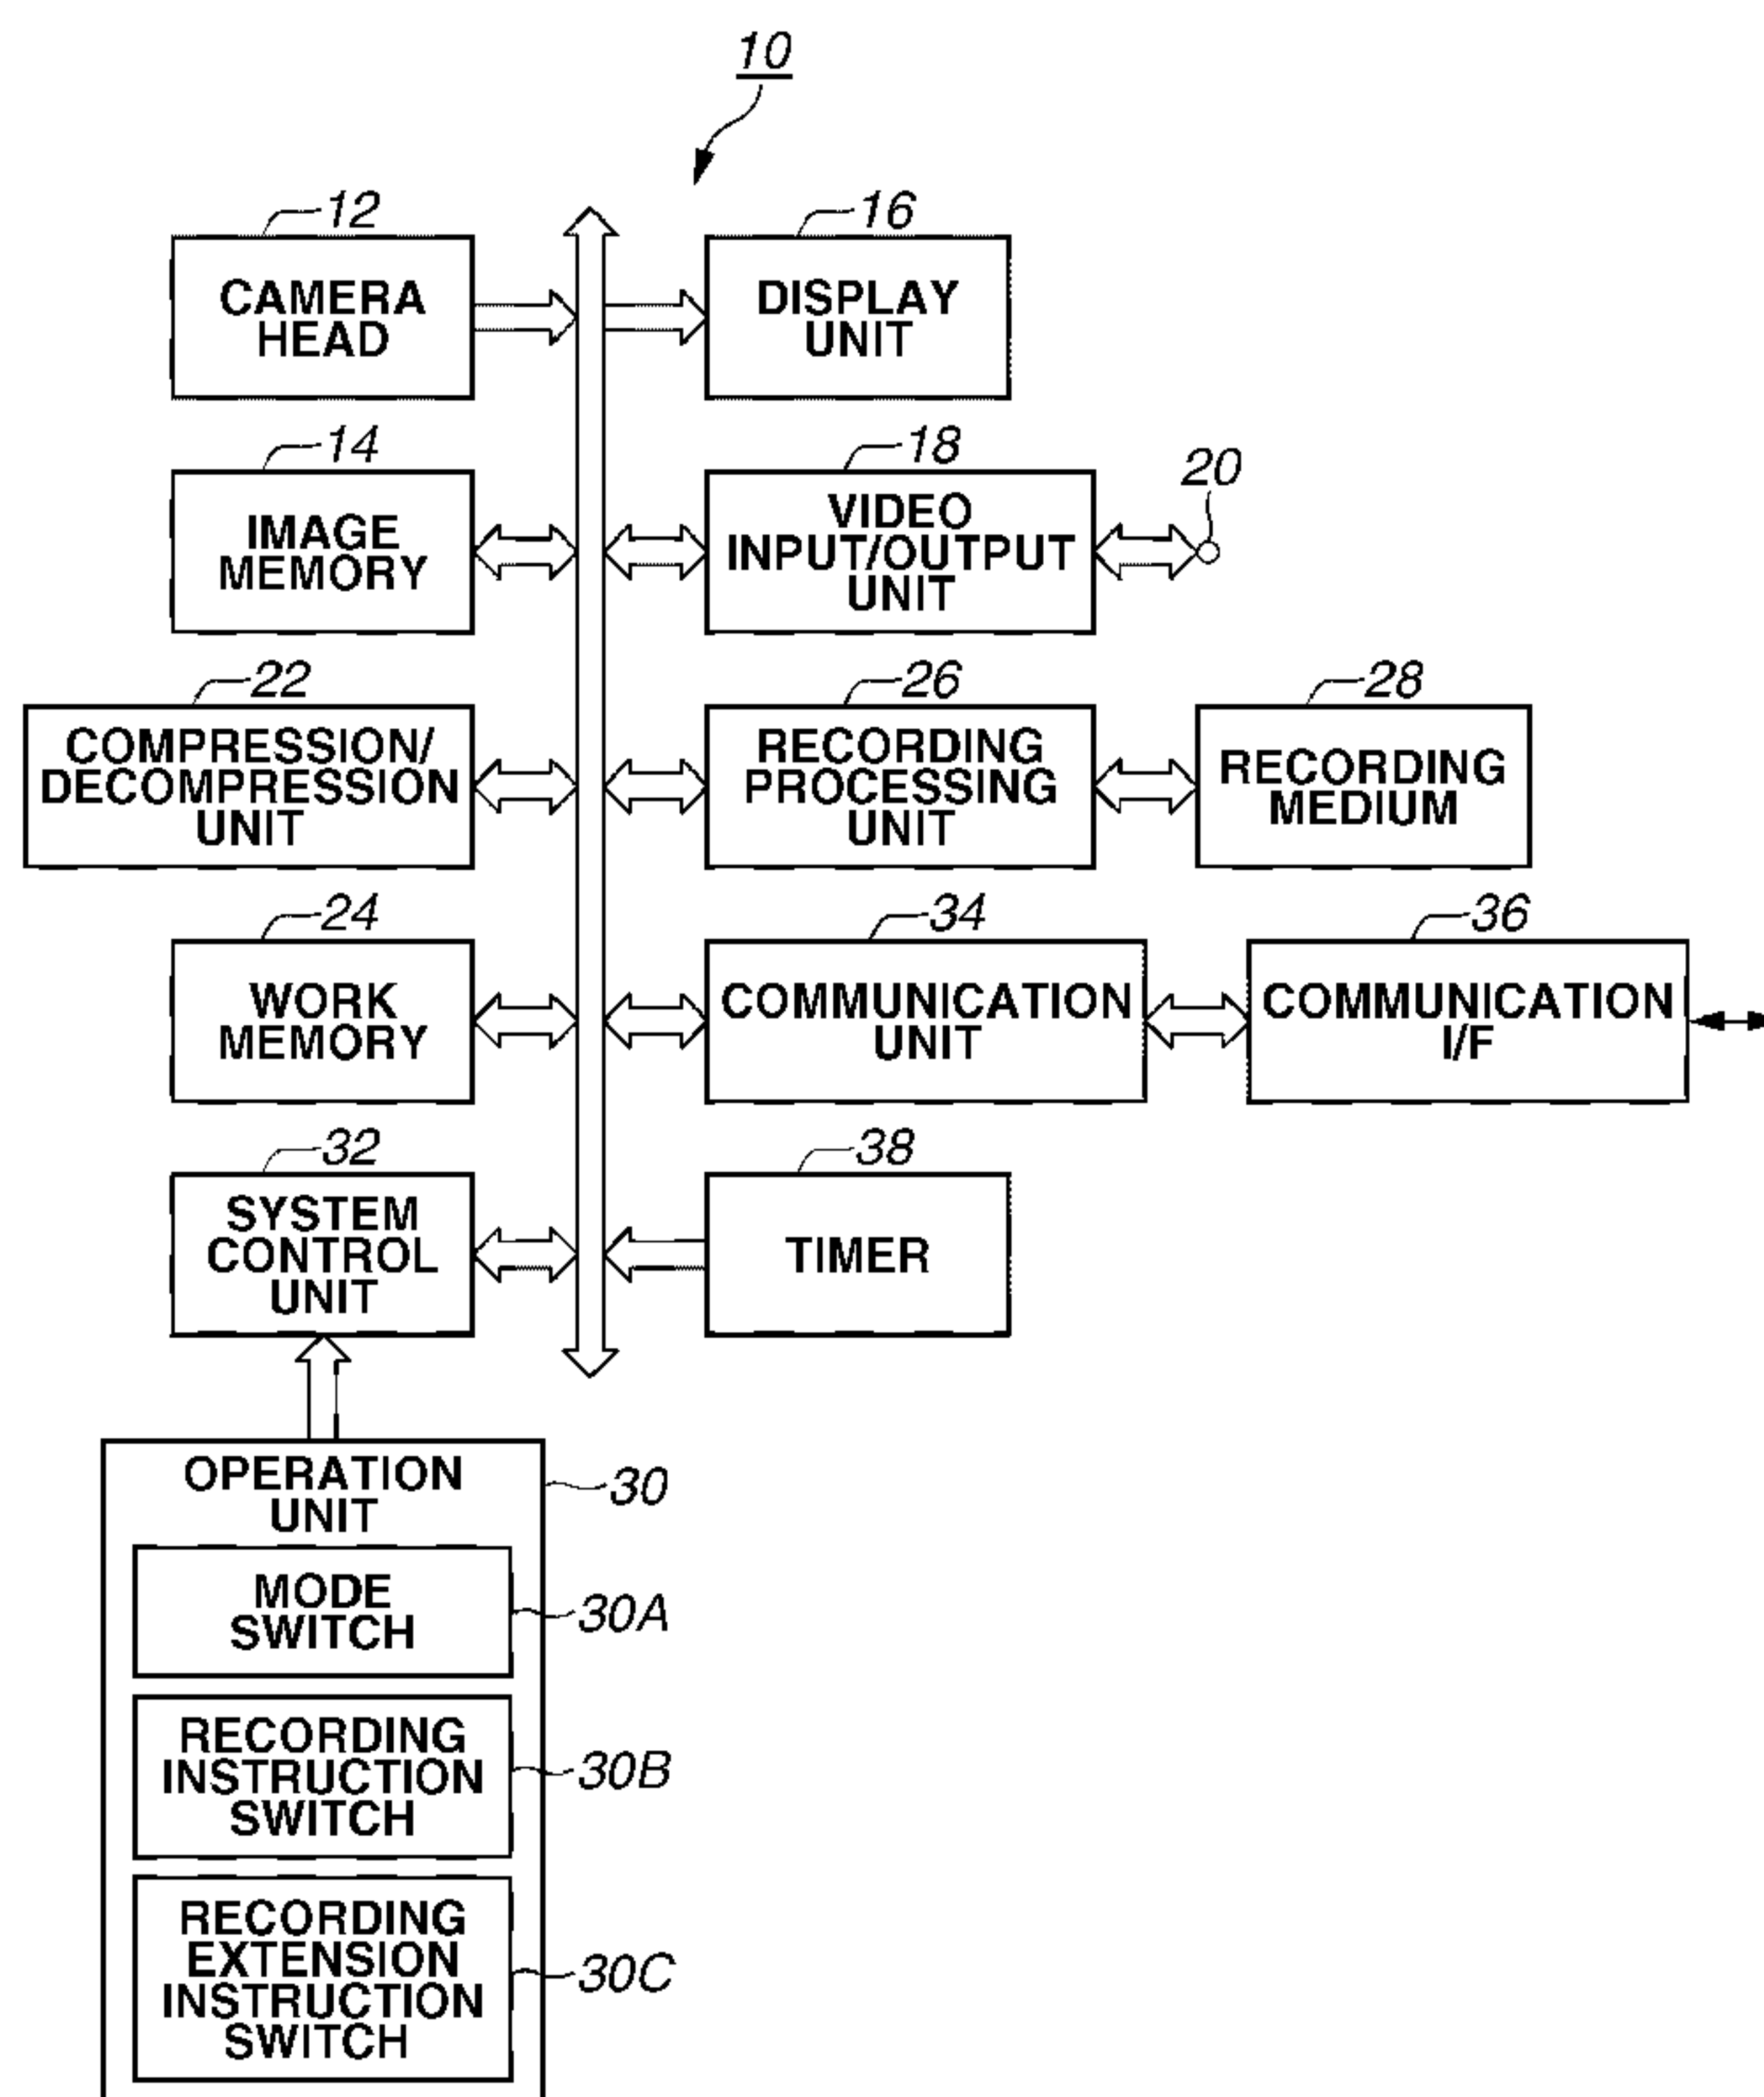 10
12
CAMERA
HEAD
16
DISPLAY
UNIT
14
IMAGE
MEMORY
18
VIDEO
INPUT/OUTPUT
UNIT
20
22
COMPRESSION/
DECOMPRESSION
UNIT
26
RECORDING
PROCESSING
UNIT
28
RECORDING
MEDIUM
24
WORK
MEMORY
34
COMMUNICATION
UNIT
36
COMMUNICATION
I/F
32
SYSTEM
CONTROL
UNIT
38
TIMER
OPERATION
UNIT
30
MODE
SWITCH
30A
RECORDING
INSTRUCTION
SWITCH
30B
RECORDING
EXTENSION
INSTRUCTION
SWITCH
30C